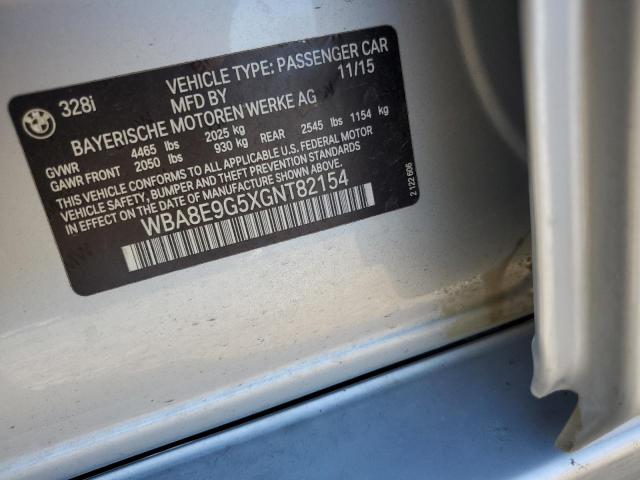 328i VEHICLE TYPE: PASSENGER CAR
MFD BY 11/15
BAYERISCHE MOTOREN WERKE AG
GVWR 4465 lbs 2025 kg
GAWR FRONT 2050 lbs 930 kg REAR 2545 lbs 1154 kg
THIS VEHICLE CONFORMS TO ALL APPLICABLE U.S. FEDERAL MOTOR
VEHICLE SAFETY, BUMPER AND THEFT PREVENTION STANDARDS
IN EFFECT ON THE DATE OF MANUFACTURE SHOWN ABOVE.
WBA8E9G5XGNT82154
2 122 606